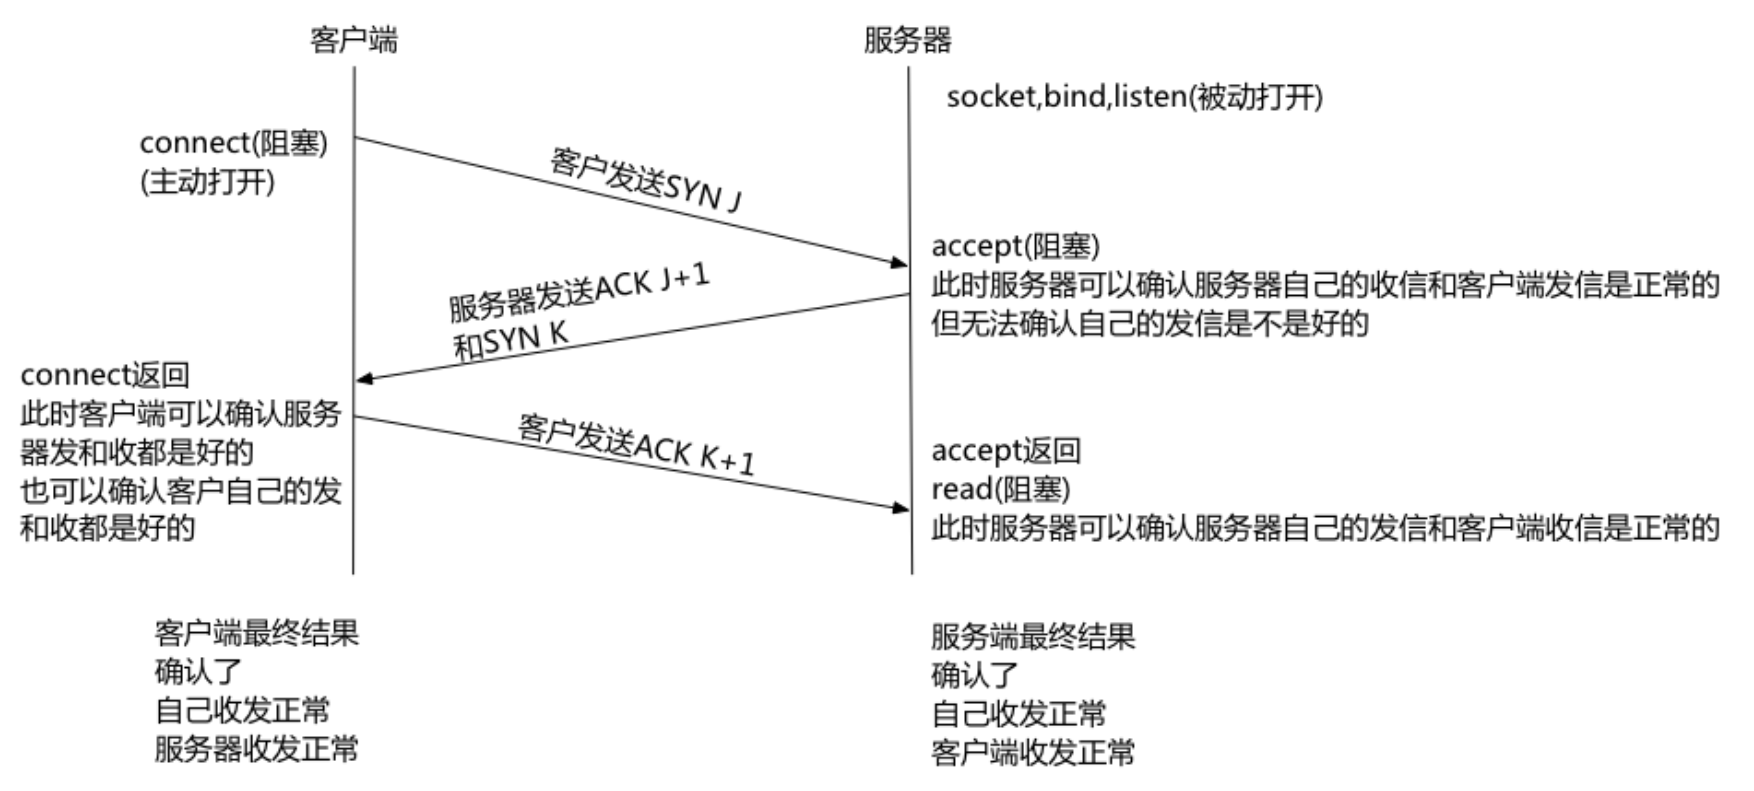 客户端
服务器
socket,bind,listen(被动打开)
connect(阻塞)
(主动打开)
客户发送SYN J
accept(阻塞)
此时服务器可以确认服务器自己的收信和客户端发信是正常的
但无法确认自己的发信是不是好的
服务器发送ACK J+1
和SYN K
connect返回
此时客户端可以确认服务
器发和收都是好的
也可以确认客户自己的发
和收都是好的
客户发送ACK K+1
accept返回
read(阻塞)
此时服务器可以确认服务器自己的发信和客户端收信是正常的
客户端最终结果
确认了
自己收发正常
服务器收发正常
服务端最终结果
确认了
自己收发正常
客户端收发正常